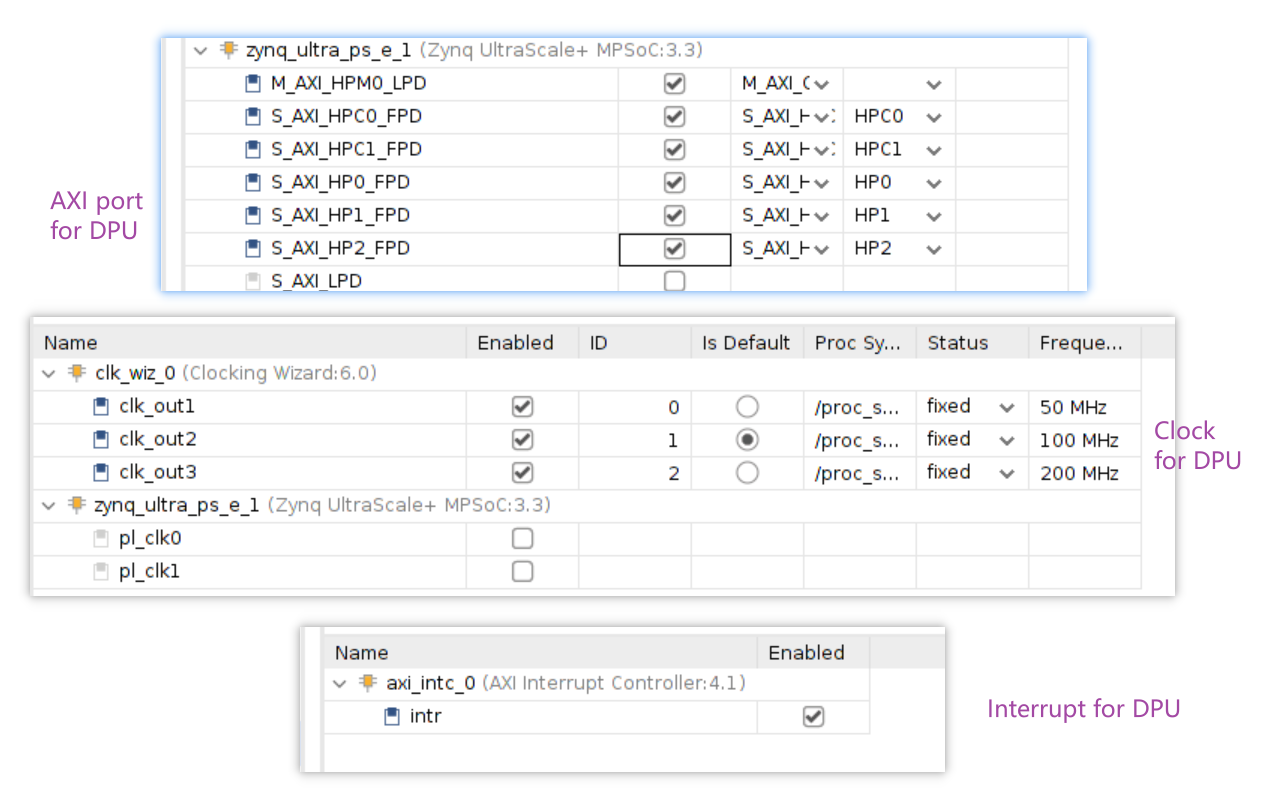 zynq_ultra_ps_e_1 (Zynq UltraScale+ MPSoC:3.3)
M_AXI_HPM0_LPD M_AXI_G
S_AXI_HPC0_FPD S_AXI_H HPC0
S_AXI_HPC1_FPD S_AXI_H HPC1
S_AXI_HP0_FPD S_AXI_H HP0
S_AXI_HP1_FPD S_AXI_H HP1
S_AXI_HP2_FPD S_AXI_H HP2
S_AXI_LPD
AXI port
for DPU
Name Enabled ID Is Default Proc Sy... Status Freque...
clk_wiz_0 (Clocking Wizard:6.0)
clk_out1 0 /proc_s... fixed 50 MHz
clk_out2 1 /proc_s... fixed 100 MHz
clk_out3 2 /proc_s... fixed 200 MHz
zynq_ultra_ps_e_1 (Zynq UltraScale+ MPSoC:3.3)
pl_clk0
pl_clk1
Clock
for DPU
Name Enabled
axi_intc_0 (AXI Interrupt Controller:4.1)
intr
Interrupt for DPU